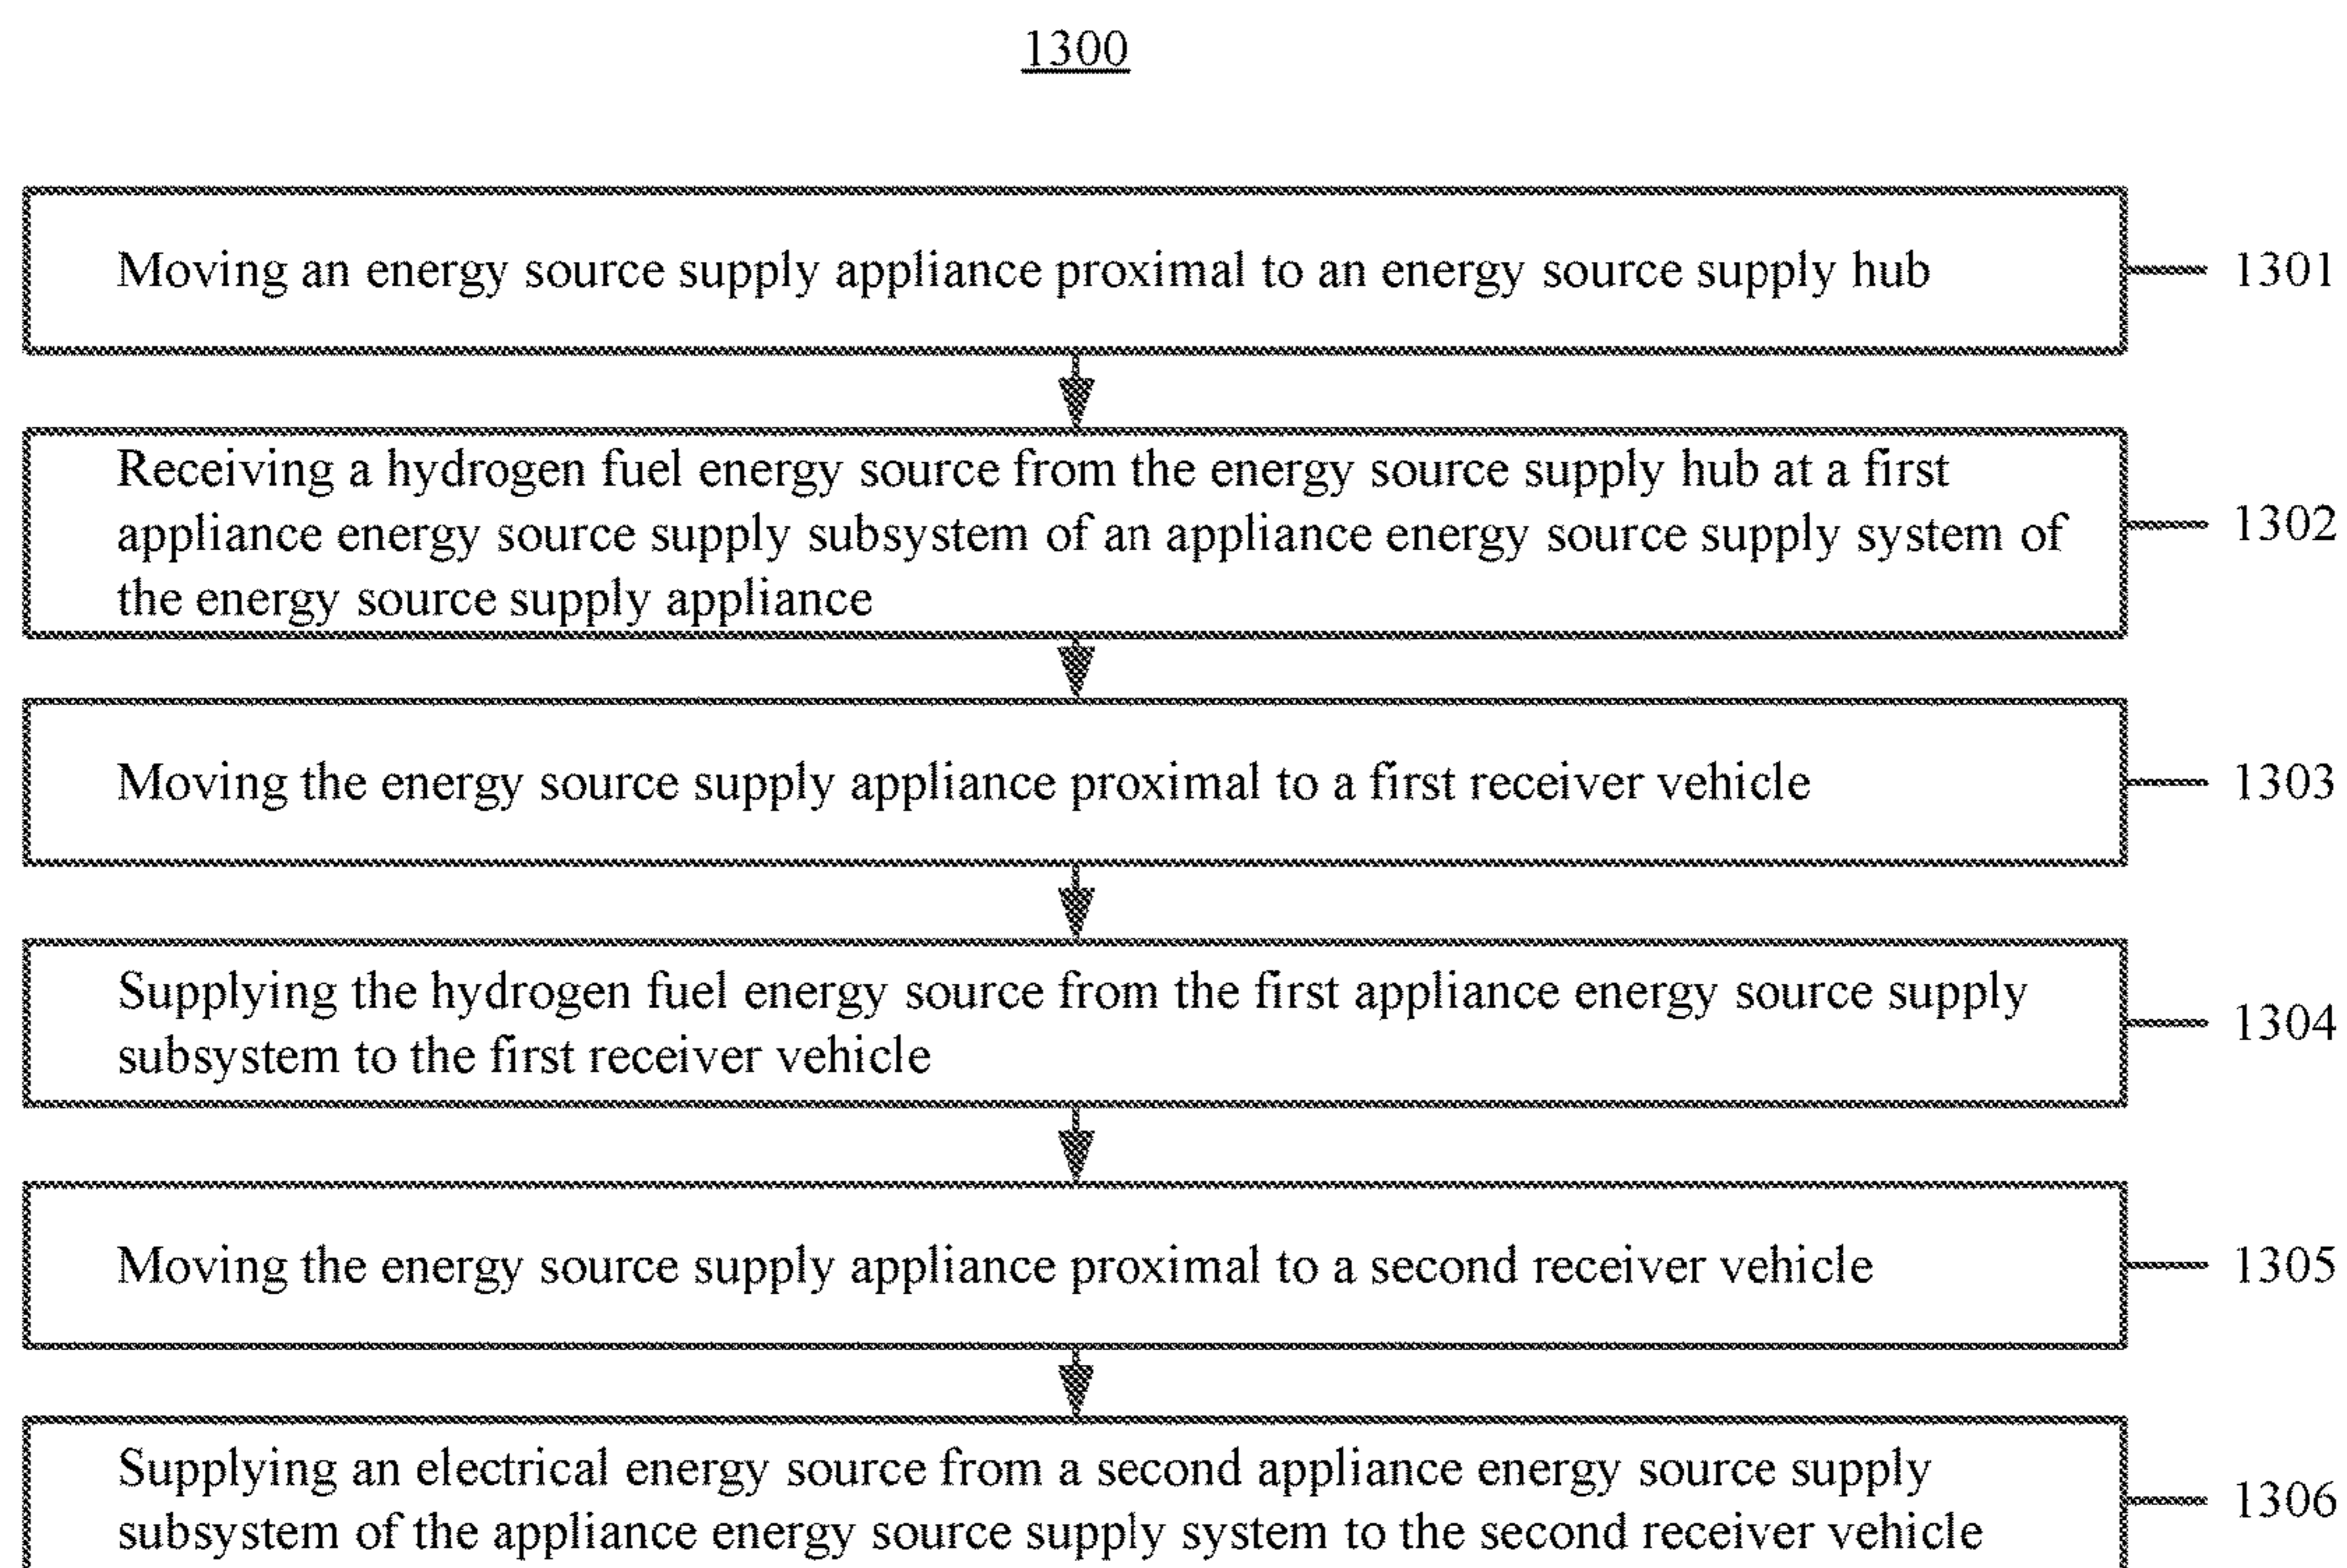 1300
Moving an energy source supply appliance proximal to an energy source supply hub
1301
Receiving a hydrogen fuel energy source from the energy source supply hub at a first
appliance energy source supply subsystem of an appliance energy source supply system of
the energy source supply appliance
1302
Moving the energy source supply appliance proximal to a first receiver vehicle
1303
Supplying the hydrogen fuel energy source from the first appliance energy source supply
subsystem to the first receiver vehicle
1304
Moving the energy source supply appliance proximal to a second receiver vehicle
1305
Supplying an electrical energy source from a second appliance energy source supply
subsystem of the appliance energy source supply system to the second receiver vehicle
1306